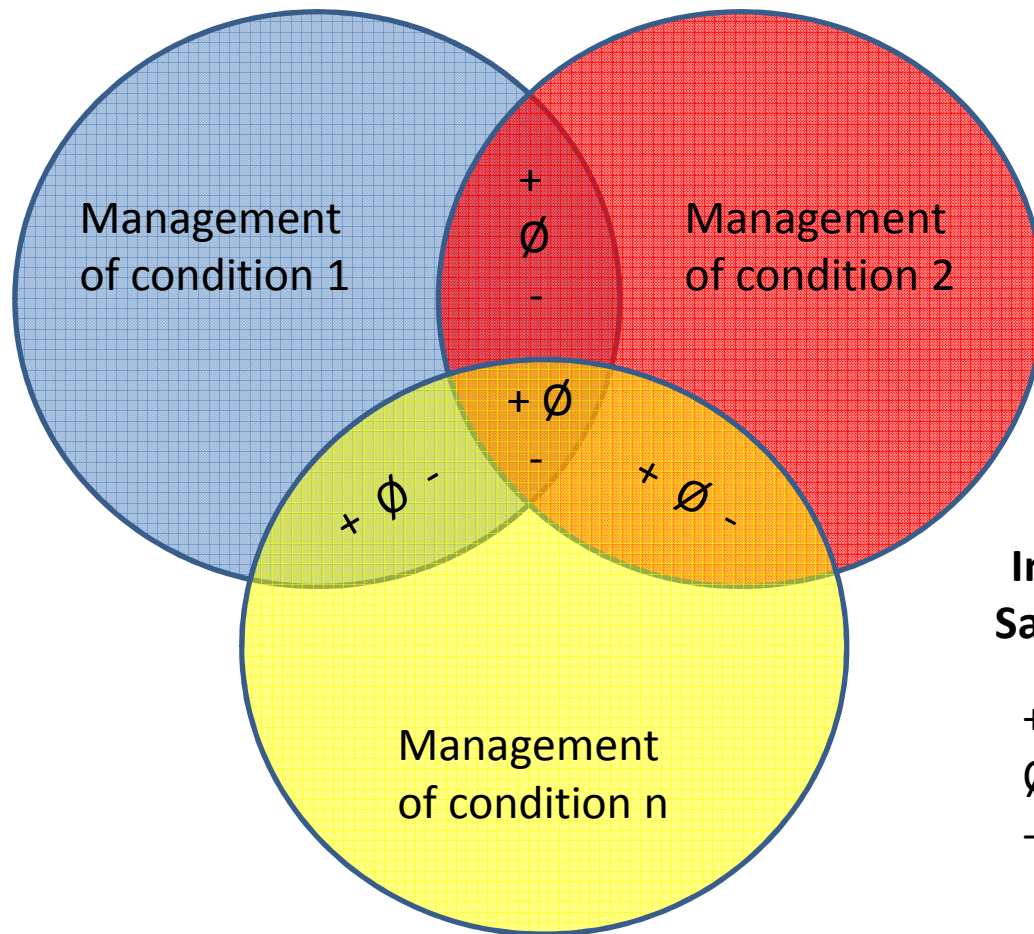 Management
of condition 1
Management
of condition 2
+
Ø
-
+ Ø
-
+ Ø -
+ Ø -
Management
of condition n
+
Ø
-